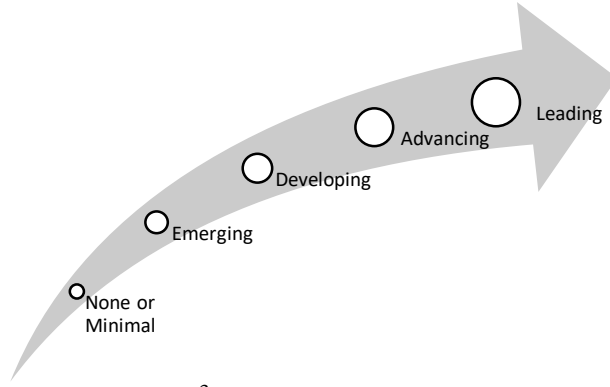 Leading
Advancing
Developing
Emerging
None or
Minimal